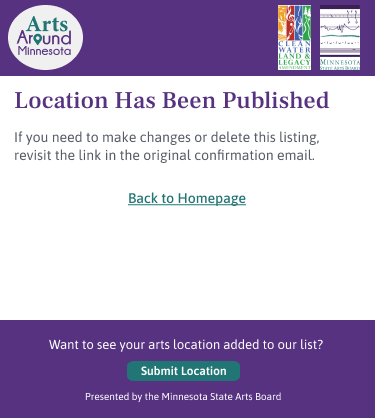 Arts
Around
Minnesota
CLEAN
WATER
LAND &
LEGACY
AMENDMENT
MINNESOTA
STATE ARTS BOARD
Location Has Been Published
If you need to make changes or delete this listing,
revisit the link in the original confirmation email.
Back to Homepage
Want to see your arts location added to our list?
Submit Location
Presented by the Minnesota State Arts Board